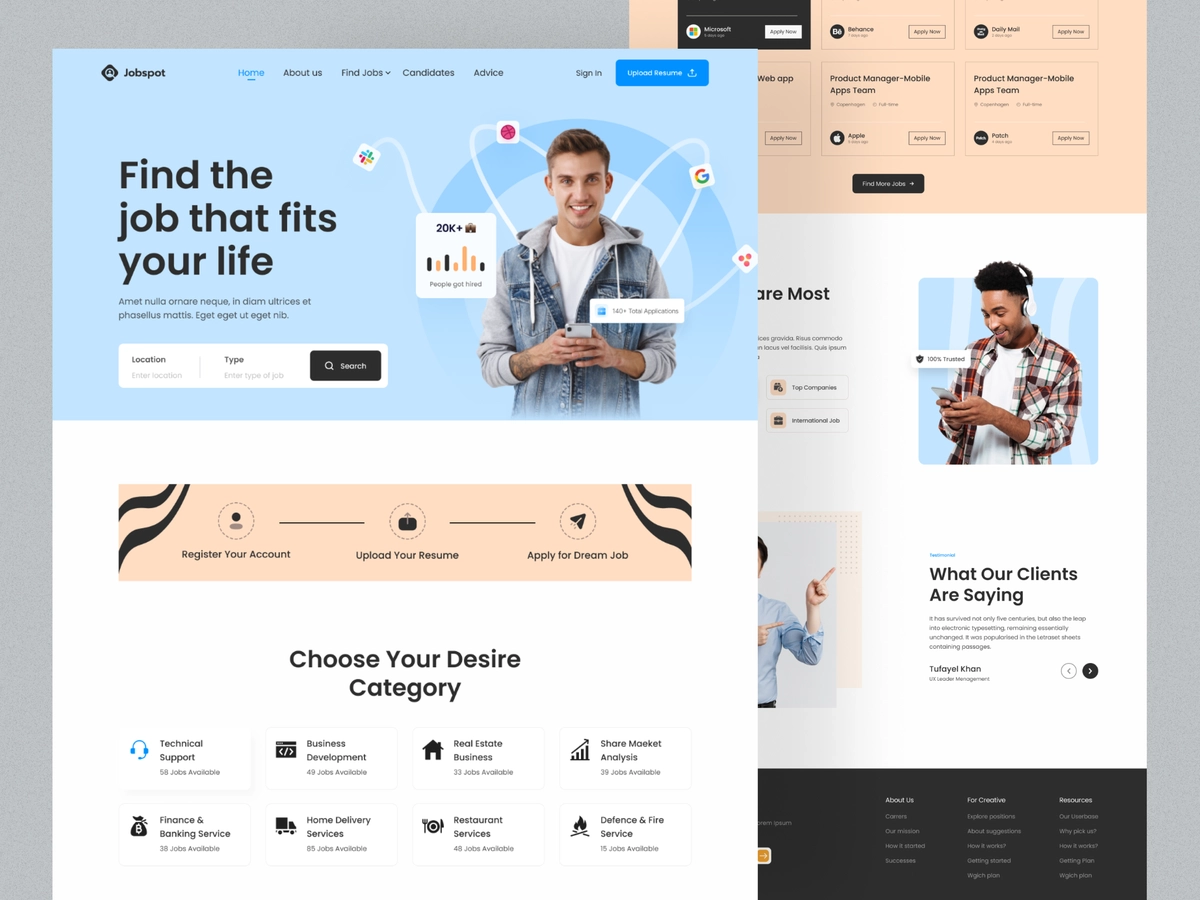 Jobspot
Home
About us
Find Jobs
Candidates
Advice
Sign In
Upload Resume
Find the
job that fits
your life
Amet nulla ornare neque, in diam ultrices et
phasellus mattis. Eget eget ut eget nib.
Location
Enter location
Type
Enter type of job
Search
20K+
People got hired
140+ Total Applications
Register Your Account
Upload Your Resume
Apply for Dream Job
Choose Your Desire
Category
Technical
Support
58 Jobs Available
Business
Development
49 Jobs Available
Real Estate
Business
33 Jobs Available
Share Maeket
Analysis
39 Jobs Available
Finance &
Banking Service
38 Jobs Available
Home Delivery
Services
85 Jobs Available
Restaurant
Services
48 Jobs Available
Defence & Fire
Service
15 Jobs Available
Microsoft
Apply Now
Behance
Apply Now
Daily Mail
Apply Now
Web app
Apply Now
Product Manager-Mobile
Apps Team
Copenhagen
Full-time
Apple
Apply Now
Product Manager-Mobile
Apps Team
Copenhagen
Full-time
Patch
Apply Now
Find More Jobs
are Most
ices gravida. Risus commodo
lacus vel facilisis. Quis ipsum
Top Companies
International Job
100% Trusted
Testimonial
What Our Clients
Are Saying
It has survived not only five centuries, but also the leap
into electronic typesetting, remaining essentially
unchanged. It was popularised in the Letraset sheets
containing passages.
Tufayel Khan
UX Leader Menagement
orem ipsum
About Us
Carrers
Our mission
How it started
Successes
For Creative
Explore positions
About suggestions
How it works?
Getting started
Wgich plan
Resources
Our Userbase
Why pick us?
How it works?
Getting Plan
Wgich plan